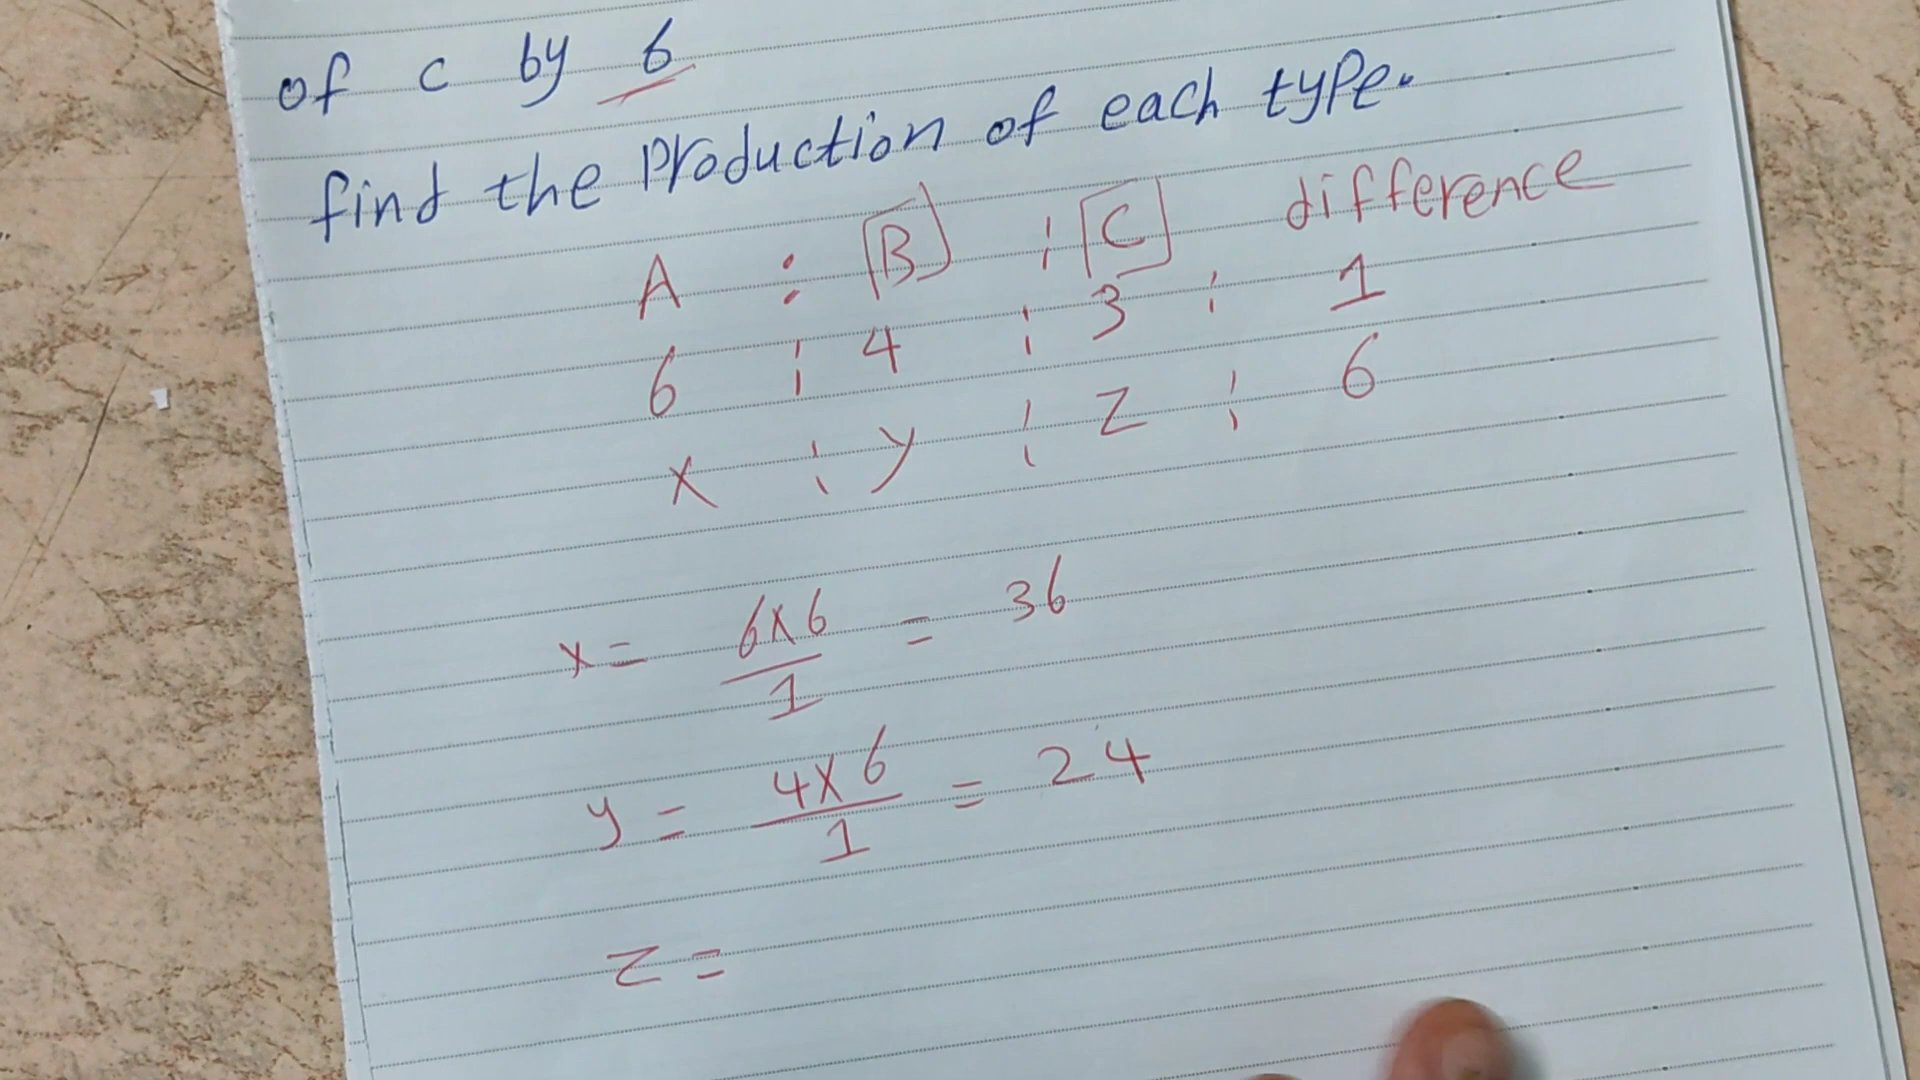 of c by 6
find the Production of each type.
A : B : C difference
6 : 4 : 3 : 1
x : y : z : 6
x = 6x6/1 = 36
y = 4x6/1 = 24
z =